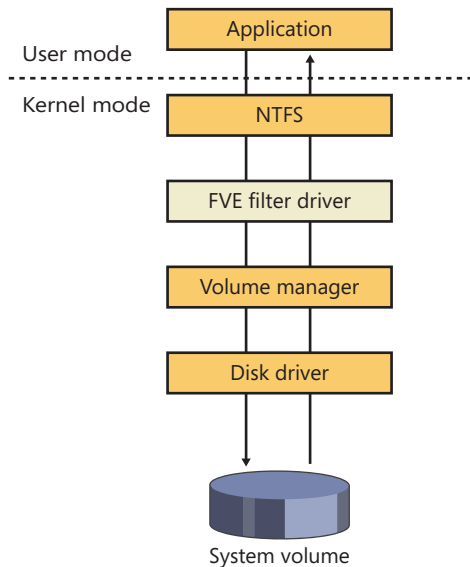 Application
User mode
Kernel mode
NTFS
FVE filter driver
Volume manager
Disk driver
System volume